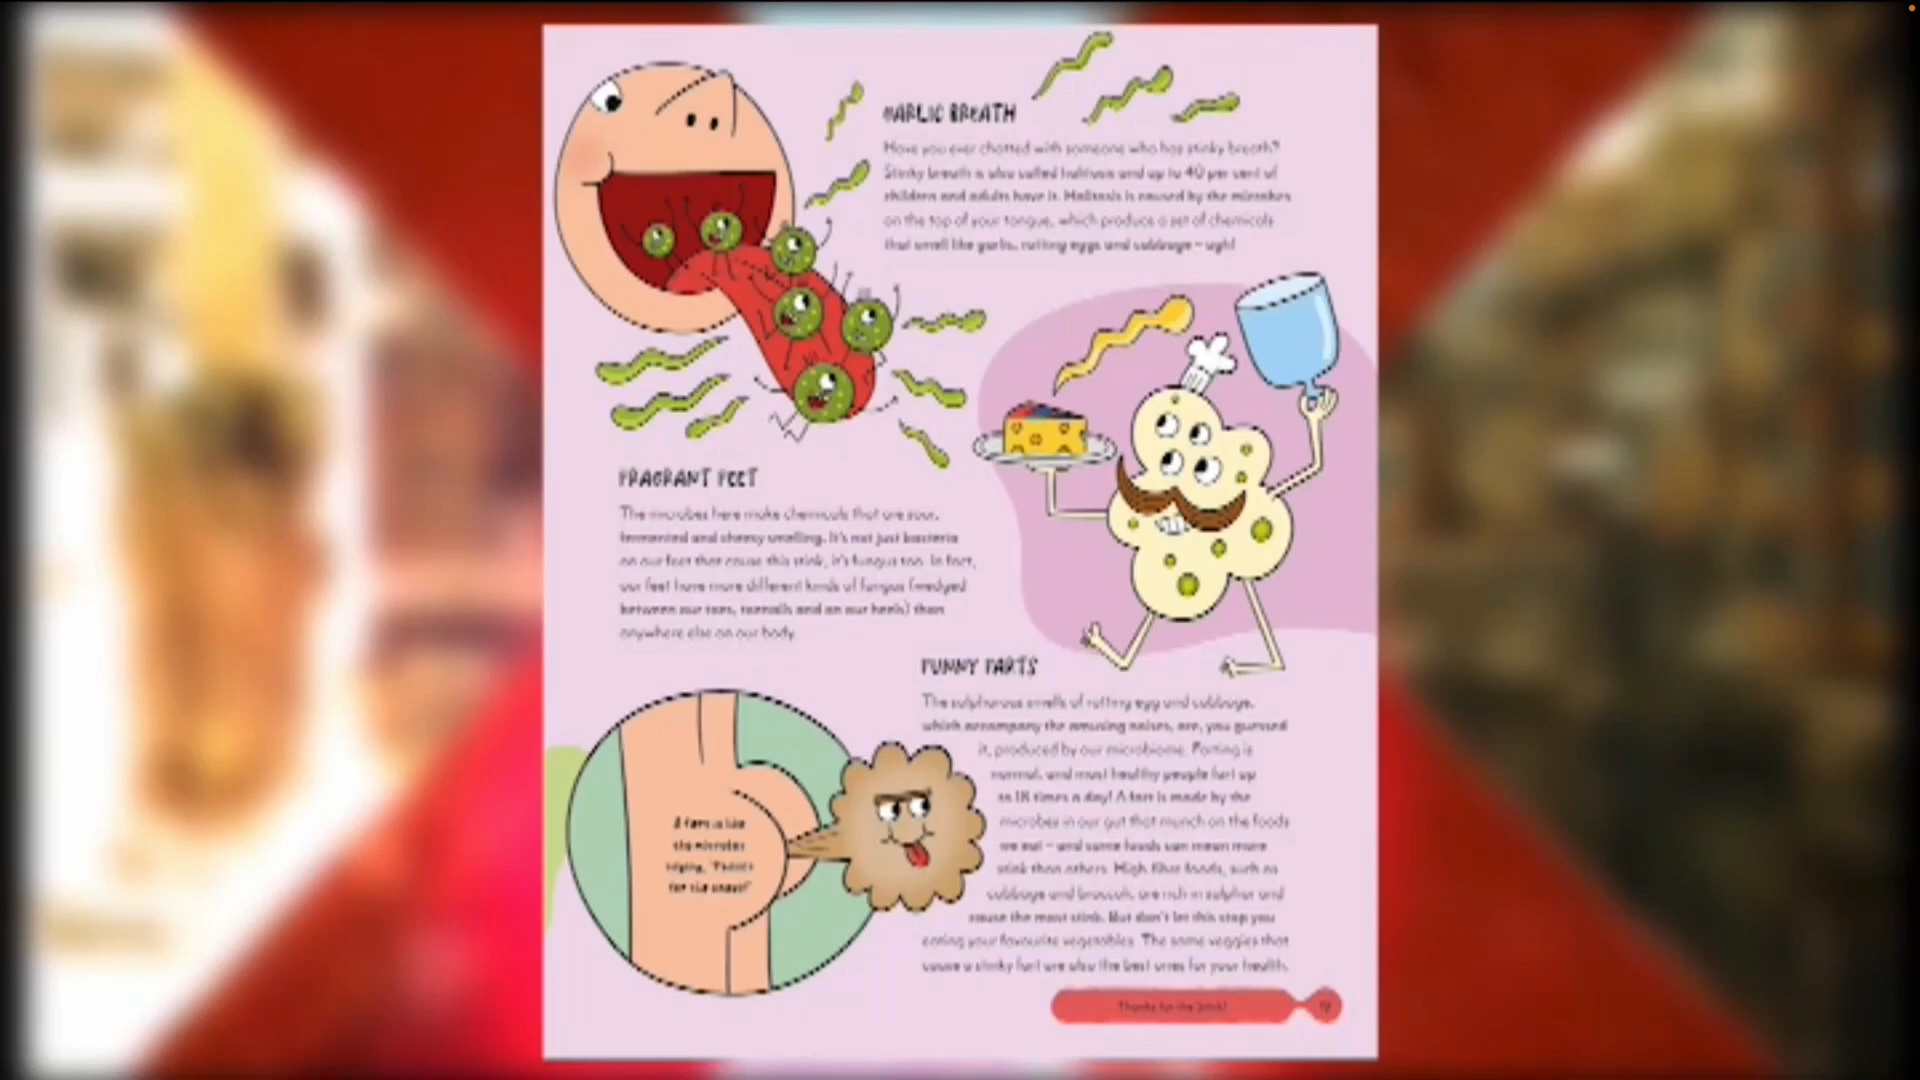 GARLIC BREATH
Have you ever chatted with someone who has stinky breath?
Stinky breath is also called halitosis and up to 40 per cent of
children and adults have it. Halitosis is caused by the microbes
on the top of your tongue, which produce a set of chemicals
that smell like garlic, rotting eggs and cabbage – ugh!
FRAGRANT FEET
The microbes here make chemicals that are sour,
fermented and cheesy smelling. It's not just bacteria
on our feet that cause this stink, it's fungus too. In fact,
our feet have more different kinds of fungus (wedged
between our toes, toenails and on our heels) than
anywhere else on our body.
FUNNY FARTS
The sulphurous smells of rotting egg and cabbage,
which accompany the amusing noises, are, you guessed
it, produced by our microbiome. Farting is
normal, and most healthy people fart up
to 18 times a day! A fart is made by the
microbes in our gut that munch on the foods
we eat – and some foods can mean more
stink than others. High fibre foods, such as
cabbage and broccoli, are rich in sulphur and
cause the most stink. But don't let this stop you
eating your favourite vegetables. The same veggies that
cause a stinky fart are also the best ones for your health.
A fart is like
the microbes
saying, "Thanks
for the snack!"
Thanks for the stink!